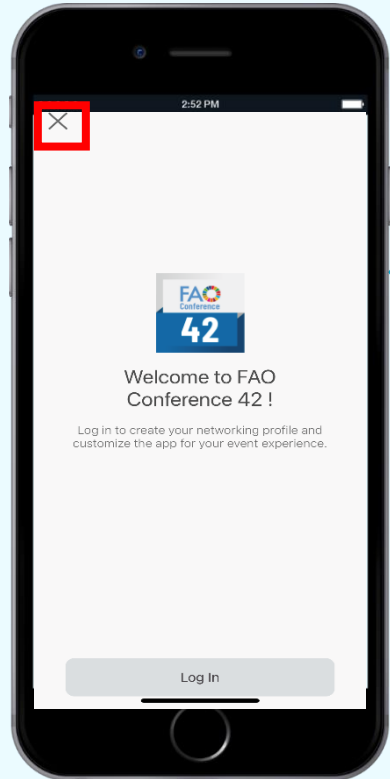 2:52 PM
FAO
Conference
42
Welcome to FAO
Conference 42 !
Log in to create your networking profile and
customize the app for your event experience.
Log In